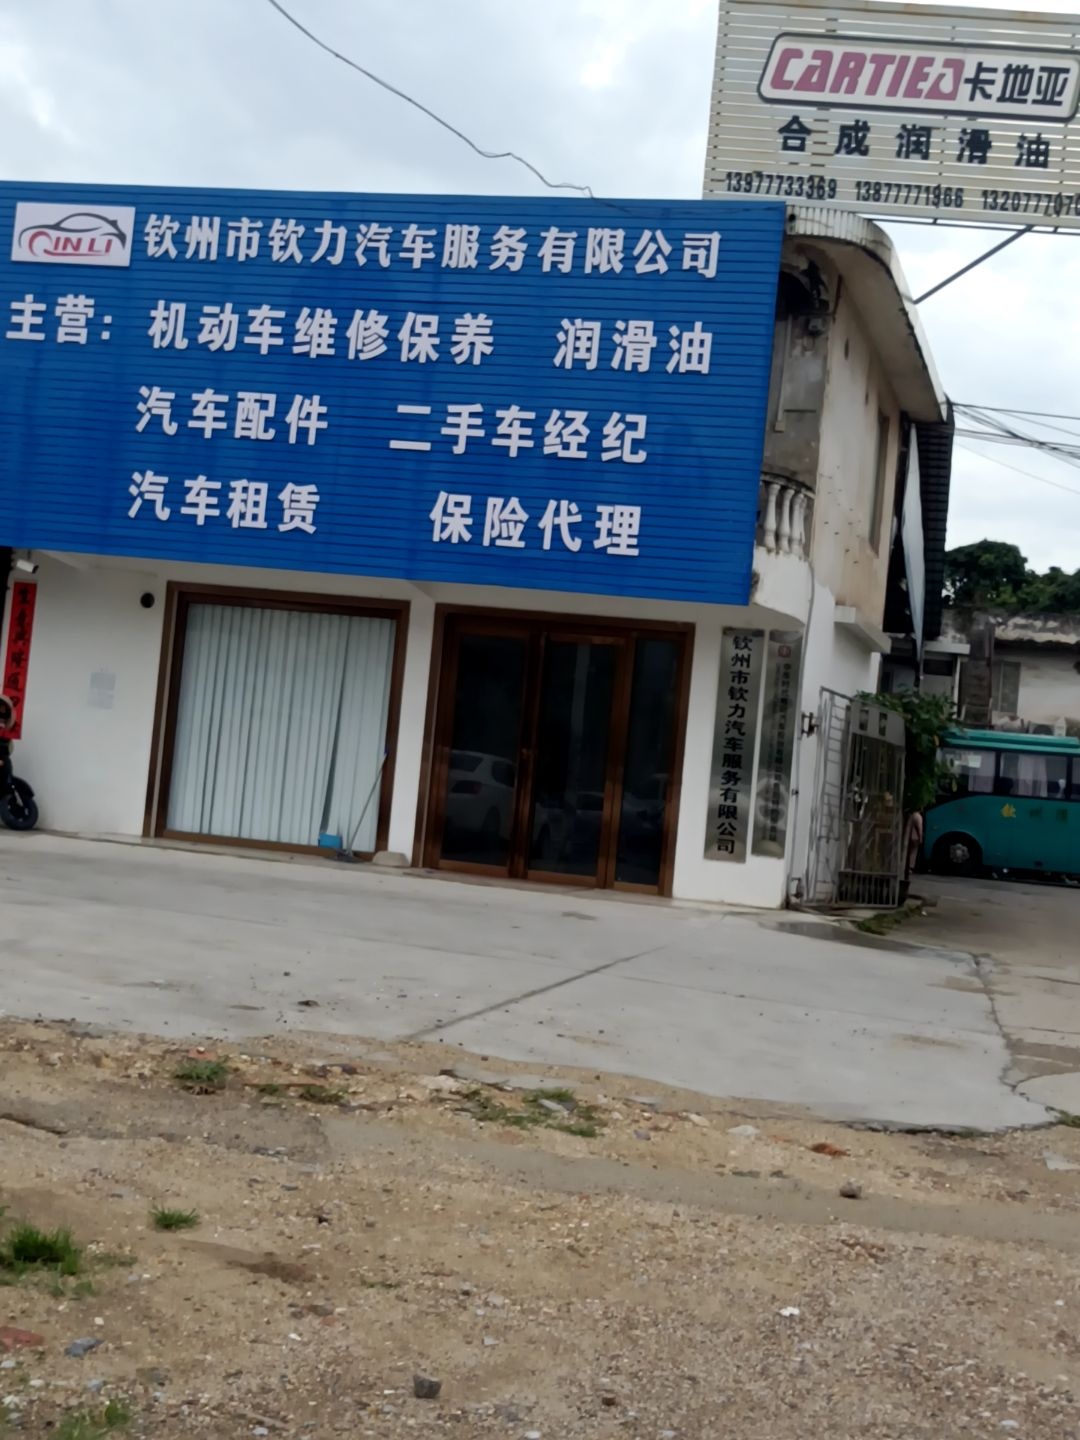 CARTIEA卡地亚
合成润滑油
13977733369 13877771966
QINLI 钦州市钦力汽车服务有限公司
主营：机动车维修保养 润滑油
汽车配件 二手车经纪
汽车租赁 保险代理
钦州市钦力汽车服务有限公司
钦州